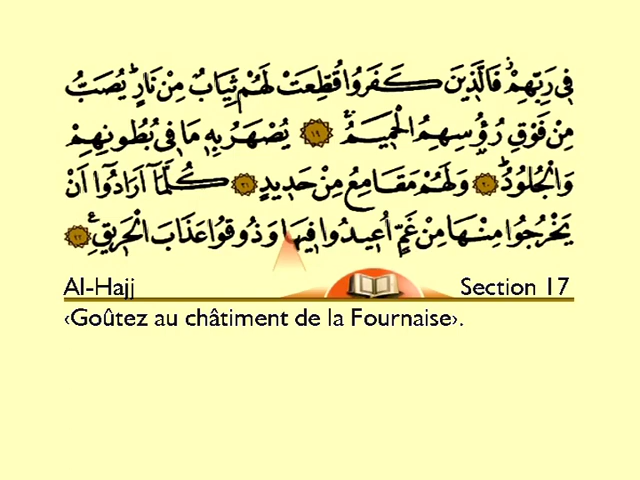 فِي رَبِّهِمْ فَالَّذِينَ كَفَرُوا قُطِّعَتْ لَهُمْ ثِيَابٌ مِنْ نَارٍ يُصَبُّ
مِنْ فَوْقِ رُؤُسِهِمُ الْحَمِيمُ ١٩ يُصْهَرُ بِهِ مَا فِي بُطُونِهِمْ
وَالْجُلُودُ ٢٠ وَلَهُمْ مَقَامِعُ مِنْ حَدِيدٍ ٢١ كُلَّمَا أَرَادُوا أَنْ
يَخْرُجُوا مِنْهَا مِنْ غَمٍّ أُعِيدُوا فِيهَا وَذُوقُوا عَذَابَ الْحَرِيقِ ٢٢
Al-Hajj Section 17
‹Goûtez au châtiment de la Fournaise›.